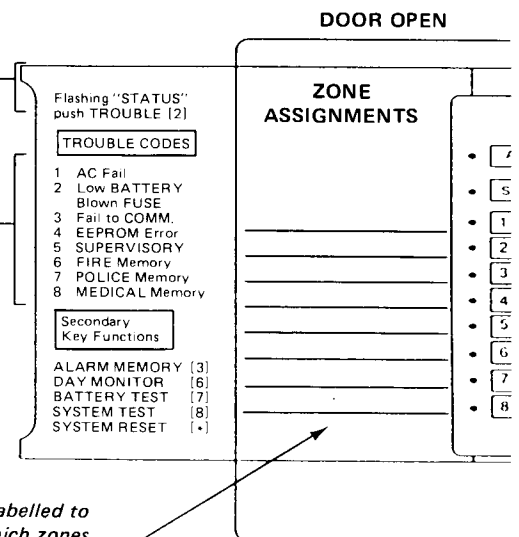 DOOR OPEN
Flashing "STATUS"
push TROUBLE [2]
TROUBLE CODES
1 AC Fail
2 Low BATTERY
Blown FUSE
3 Fail to COMM.
4 EEPROM Error
5 SUPERVISORY
6 FIRE Memory
7 POLICE Memory
8 MEDICAL Memory
Secondary
Key Functions
ALARM MEMORY [3]
DAY MONITOR [6]
BATTERY TEST [7]
SYSTEM TEST [8]
SYSTEM RESET [•]
ZONE
ASSIGNMENTS
S
1
2
3
4
5
6
7
8
abelled to
hich zones